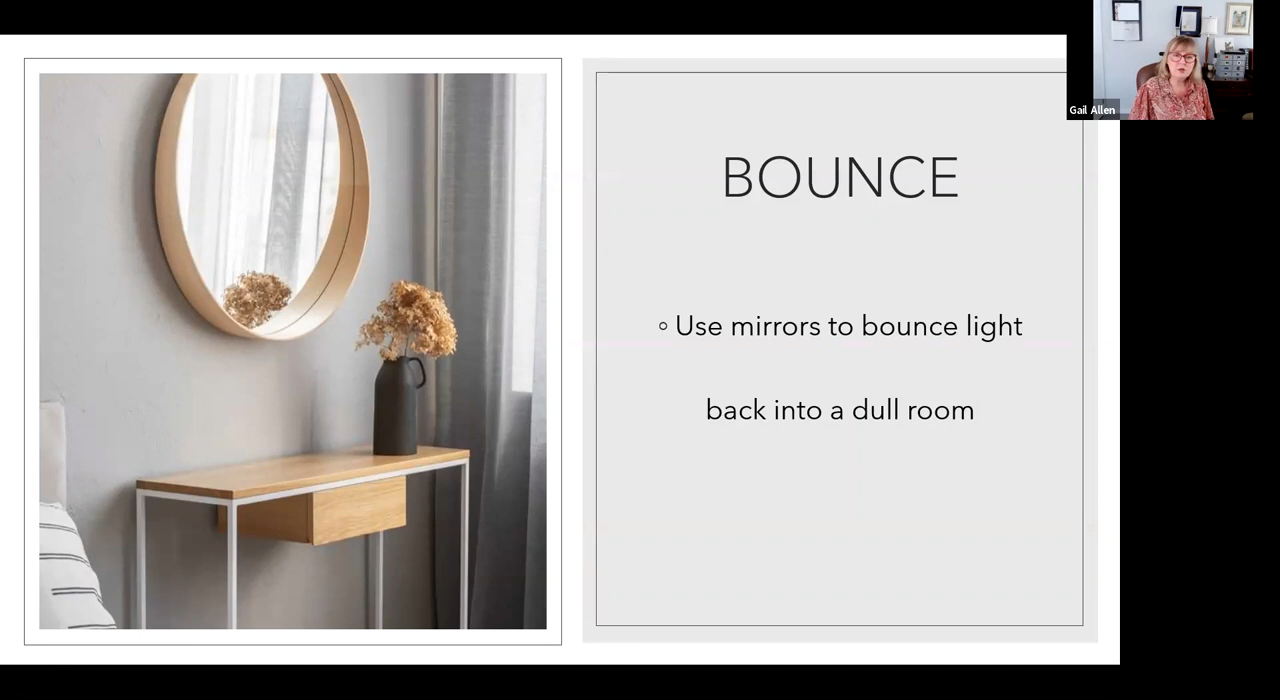 Gail Allen
BOUNCE
◦ Use mirrors to bounce light
back into a dull room